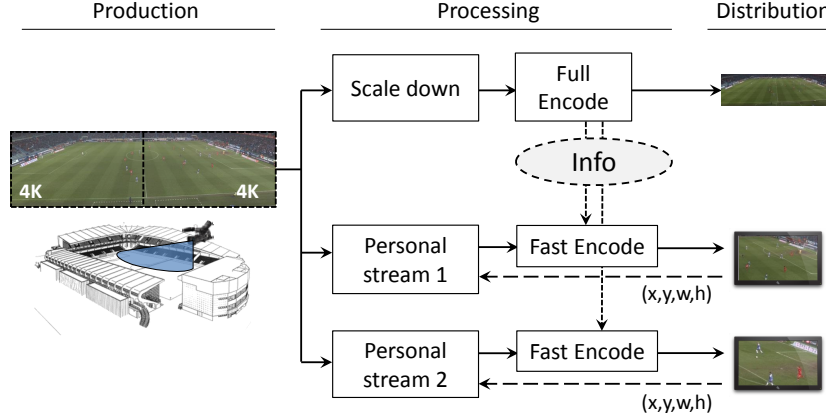 Production
Processing
Distribution
Scale down
Full
Encode
Info
4K
4K
Personal
stream 1
Fast Encode
(x,y,w,h)
Personal
stream 2
Fast Encode
(x,y,w,h)